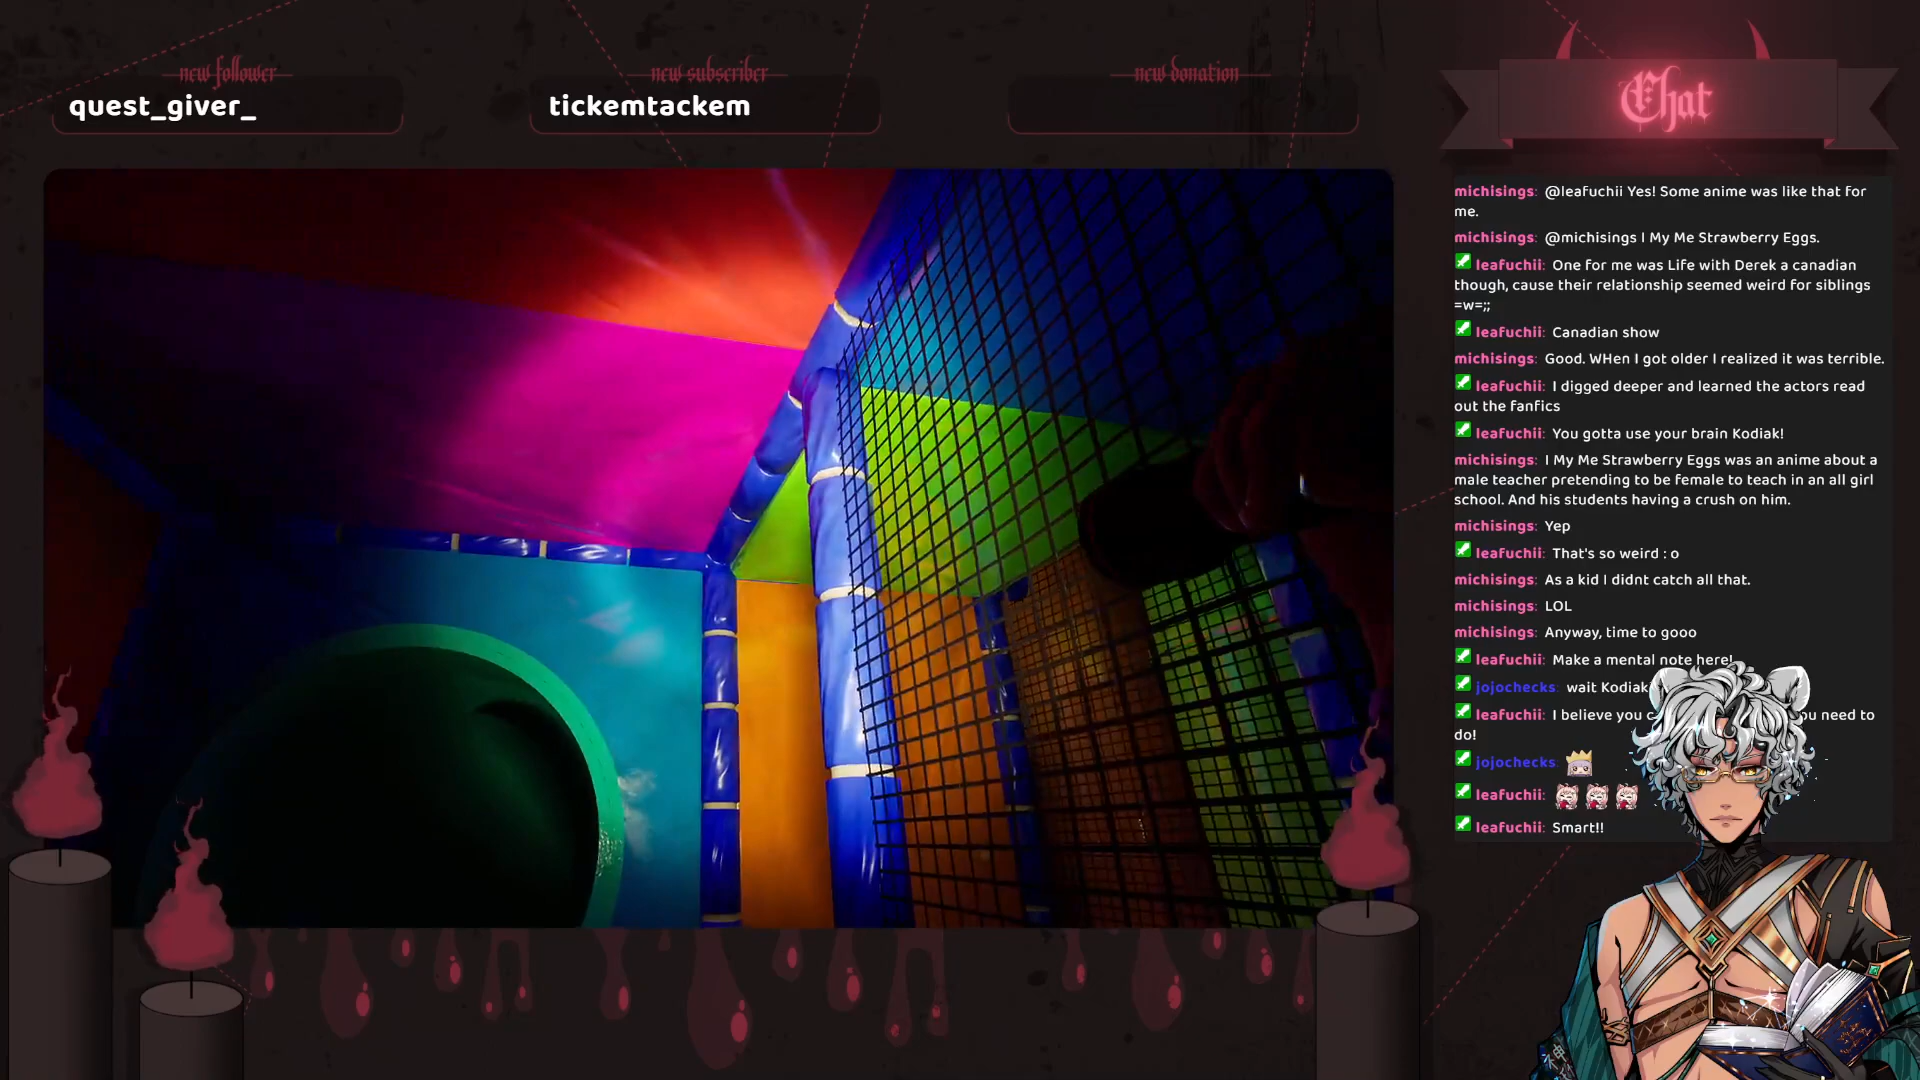 new follower
new subscriber
new donation
quest_giver_
tickemtackem
Chat
michisings: @leafuchii Yes! Some anime was like that for
me.
michisings: @michisings I My Me Strawberry Eggs.
leafuchii: One for me was Life with Derek a canadian
though, cause their relationship seemed weird for siblings
=w=;;
leafuchii: Canadian show
michisings: Good. WHen I got older I realized it was terrible.
leafuchii: I digged deeper and learned the actors read
out the fanfics
leafuchii: You gotta use your brain Kodiak!
michisings: I My Me Strawberry Eggs was an anime about a
male teacher pretending to be female to teach in an all girl
school. And his students having a crush on him.
michisings: Yep
leafuchii: That's so weird : o
michisings: As a kid I didnt catch all that.
michisings: LOL
michisings: Anyway, time to gooo
leafuchii: Make a mental note here!
jojochecks: wait Kodiak
leafuchii: I believe you need to
do!
jojochecks:
leafuchii:
leafuchii: Smart!!